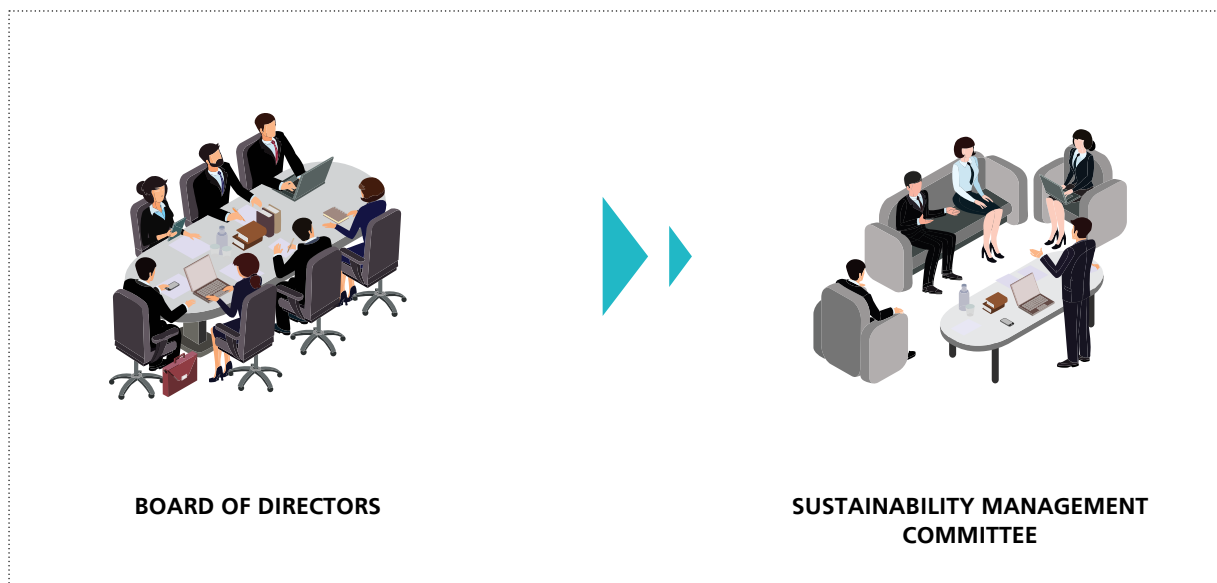 BOARD OF DIRECTORS
SUSTAINABILITY MANAGEMENT
COMMITTEE